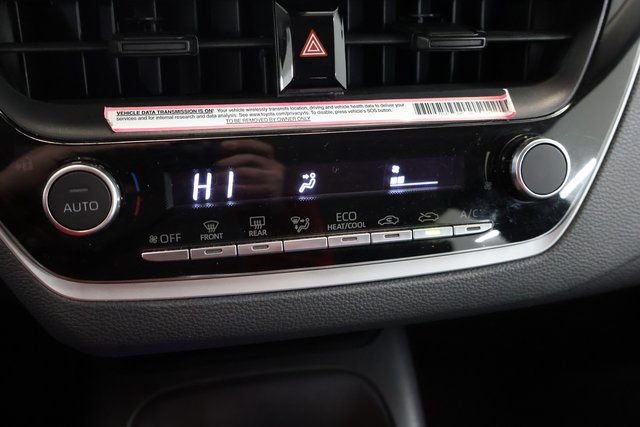 VEHICLE DATA TRANSMISSION IS ON! Your vehicle wirelessly transmits location, driving and vehicle health data to deliver your
services and for internal research and data analysis. See www.toyota.com/privacyvts. To disable, press vehicle's SOS button.
TO BE REMOVED BY OWNER ONLY
AUTO
HI
OFF
FRONT
REAR
ECO
HEAT/COOL
A/C